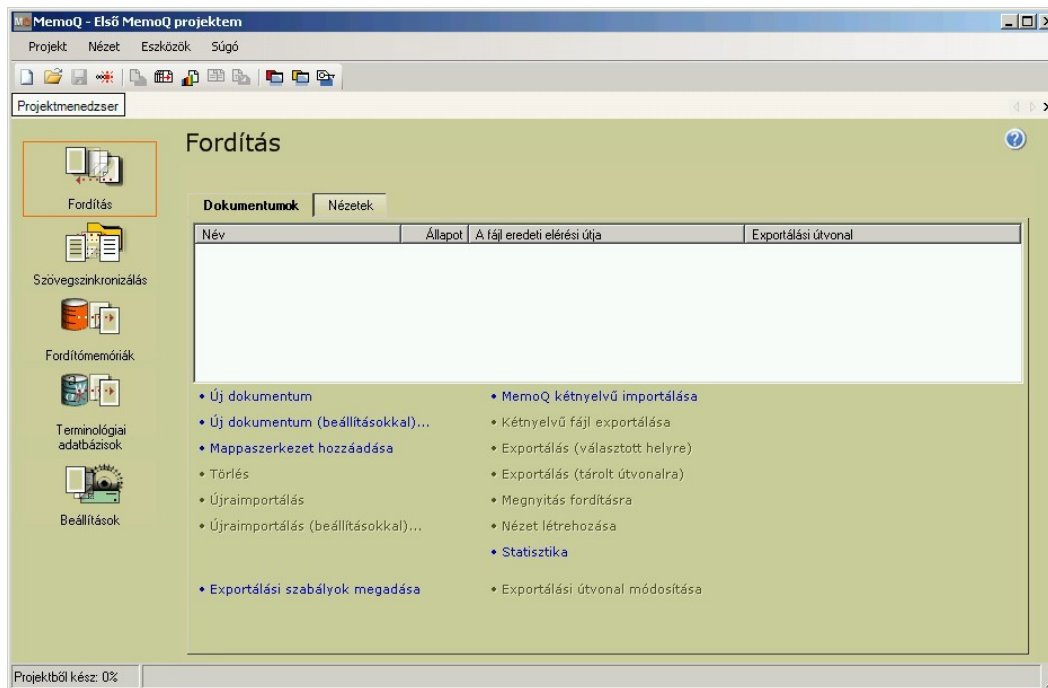 MemoQ - Első MemoQ projektem
Projekt Nézet Eszközök Súgó
Projektmenedzser
Fordítás
Fordítás
Szövegszinkronizálás
Fordítómemóriák
Terminológiai
adatbázisok
Beállítások
Dokumentumok Nézetek
Név Állapot A fájl eredeti elérési útja Exportálási útvonal
• Új dokumentum
• Új dokumentum (beállításokkal)...
• Mappaszerkezet hozzáadása
• Törlés
• Újraimportálás
• Újraimportálás (beállításokkal)...
• Exportálási szabályok megadása
• MemoQ kétnyelvű importálása
• Kétnyelvű fájl exportálása
• Exportálás (választott helyre)
• Exportálás (tárolt útvonalra)
• Megnyitás fordításra
• Nézet létrehozása
• Statisztika
• Exportálási útvonal módosítása
Projektből kész: 0%